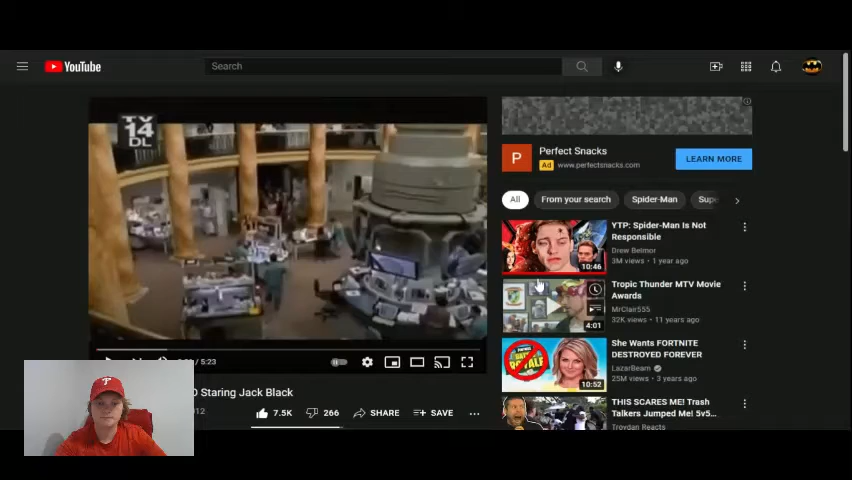 YouTube
Search
TV
14
DL
Perfect Snacks
Ad www.perfectsnacks.com
LEARN MORE
P
All From your search Spider-Man
YTP: Spider-Man Is Not
Responsible
Drew Belmor
3M views • 1 year ago
10:46
Tropic Thunder MTV Movie
Awards
MrClair555
32K views • 11 years ago
4:01
She Wants FORTNITE
DESTROYED FOREVER
LazarBeam
25M views • 3 years ago
10:52
THIS SCARES ME! Trash
Talkers Jumped Me! 5v5...
Troydan Reacts
/ 5:23
Staring Jack Black
7.5K 266 SHARE SAVE